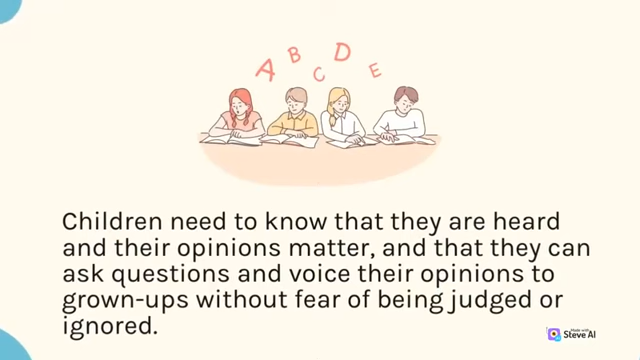 A B C D E
Children need to know that they are heard
and their opinions matter, and that they can
ask questions and voice their opinions to
grown-ups without fear of being judged or
ignored.
Made with
Steve AI